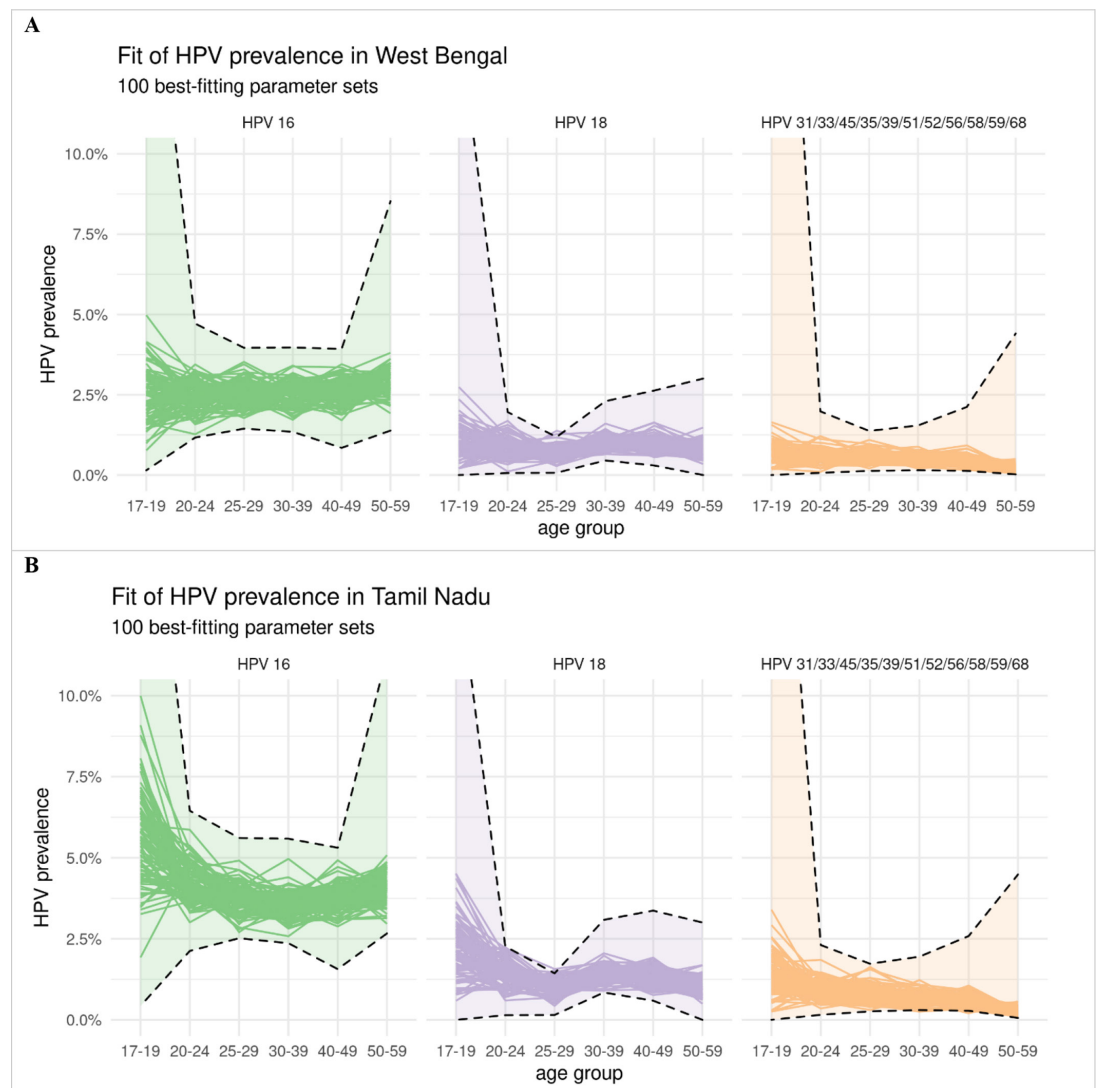 A
Fit of HPV prevalence in West Bengal
100 best-fitting parameter sets
HPV 16 HPV 18 HPV 31/33/45/35/39/51/52/56/58/59/68
10.0%
7.5%
5.0%
2.5%
0.0%
HPV prevalence
17-19 20-24 25-29 30-39 40-49 50-59 17-19 20-24 25-29 30-39 40-49 50-59 17-19 20-24 25-29 30-39 40-49 50-59
age group
B
Fit of HPV prevalence in Tamil Nadu
100 best-fitting parameter sets
HPV 16 HPV 18 HPV 31/33/45/35/39/51/52/56/58/59/68
10.0%
7.5%
5.0%
2.5%
0.0%
HPV prevalence
17-19 20-24 25-29 30-39 40-49 50-59 17-19 20-24 25-29 30-39 40-49 50-59 17-19 20-24 25-29 30-39 40-49 50-59
age group